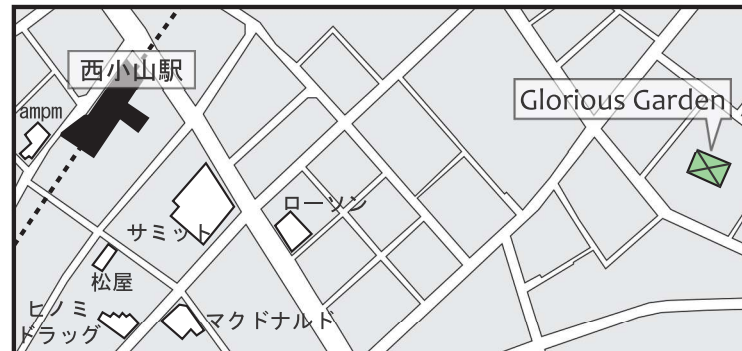 西小山駅
Glorious Garden
ampm
ローソン
サミット
松屋
ヒノミ
ドラッグ
マクドナルド